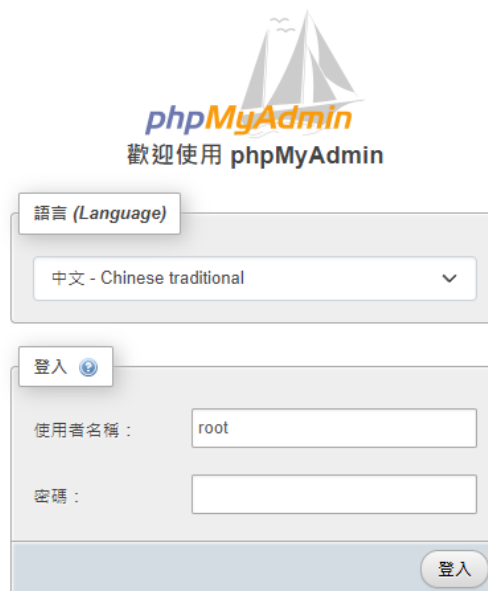 phpMyAdmin
歡迎使用 phpMyAdmin
語言 (Language)
中文 - Chinese traditional
登入
使用者名稱：
root
密碼：
登入